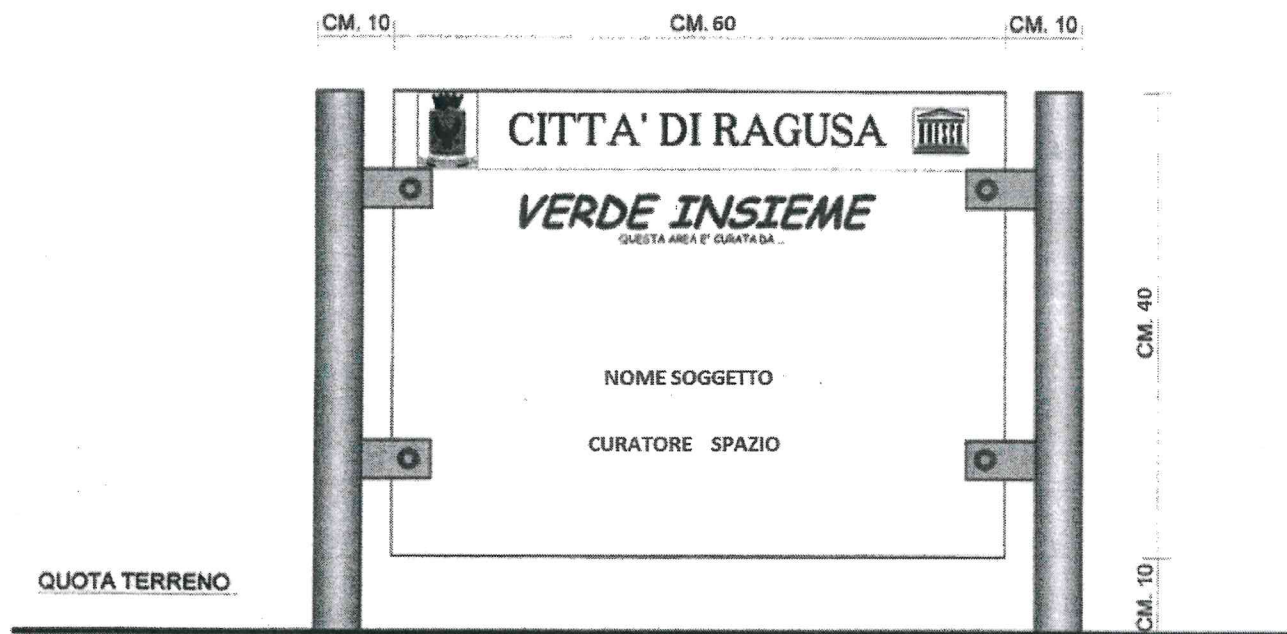 CM. 10 CM. 60 CM. 10
CITTA' DI RAGUSA
VERDE INSIEME
QUESTA AREA E' CURATA DA ...
CM. 40
NOME SOGGETTO
CURATORE SPAZIO
QUOTA TERRENO
CM. 10